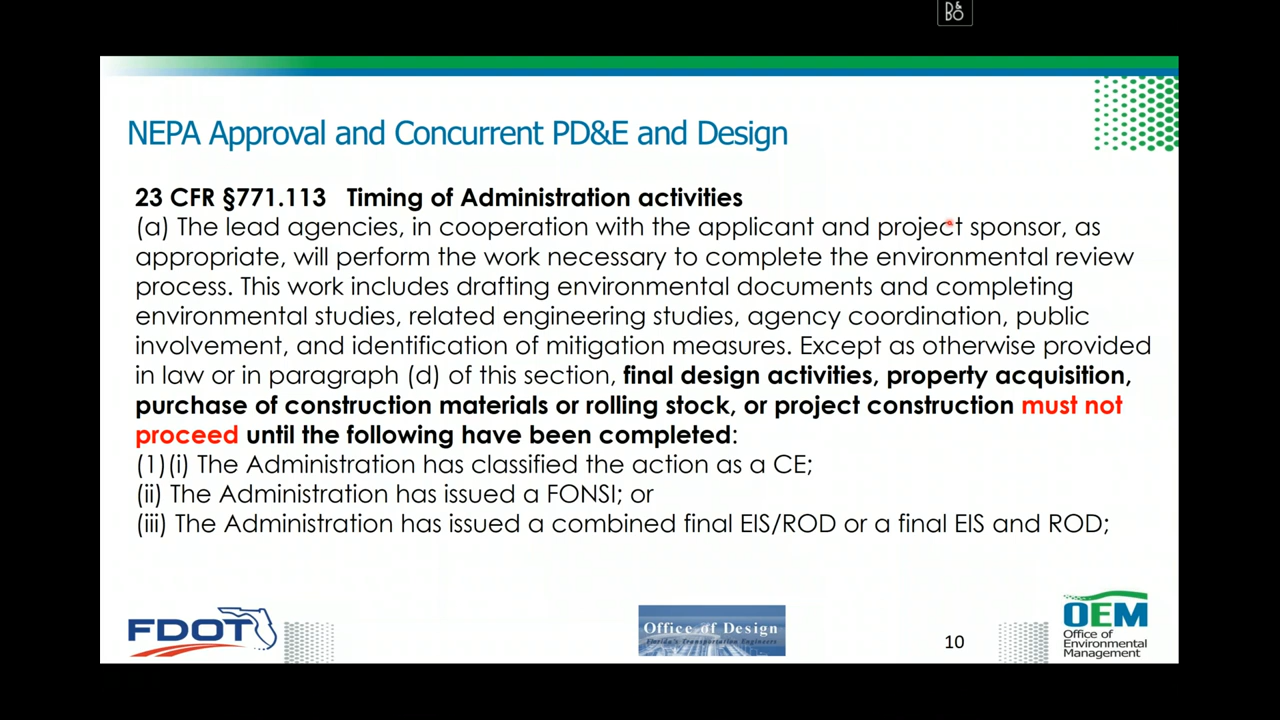 B&O
NEPA Approval and Concurrent PD&E and Design
23 CFR §771.113 Timing of Administration activities
(a) The lead agencies, in cooperation with the applicant and project sponsor, as
appropriate, will perform the work necessary to complete the environmental review
process. This work includes drafting environmental documents and completing
environmental studies, related engineering studies, agency coordination, public
involvement, and identification of mitigation measures. Except as otherwise provided
in law or in paragraph (d) of this section, final design activities, property acquisition,
purchase of construction materials or rolling stock, or project construction must not
proceed until the following have been completed:
(1)(i) The Administration has classified the action as a CE;
(ii) The Administration has issued a FONSI; or
(iii) The Administration has issued a combined final EIS/ROD or a final EIS and ROD;
FDOT
Office of Design
Florida's Transportation Engineers
10
OEM
Office of
Environmental
Management